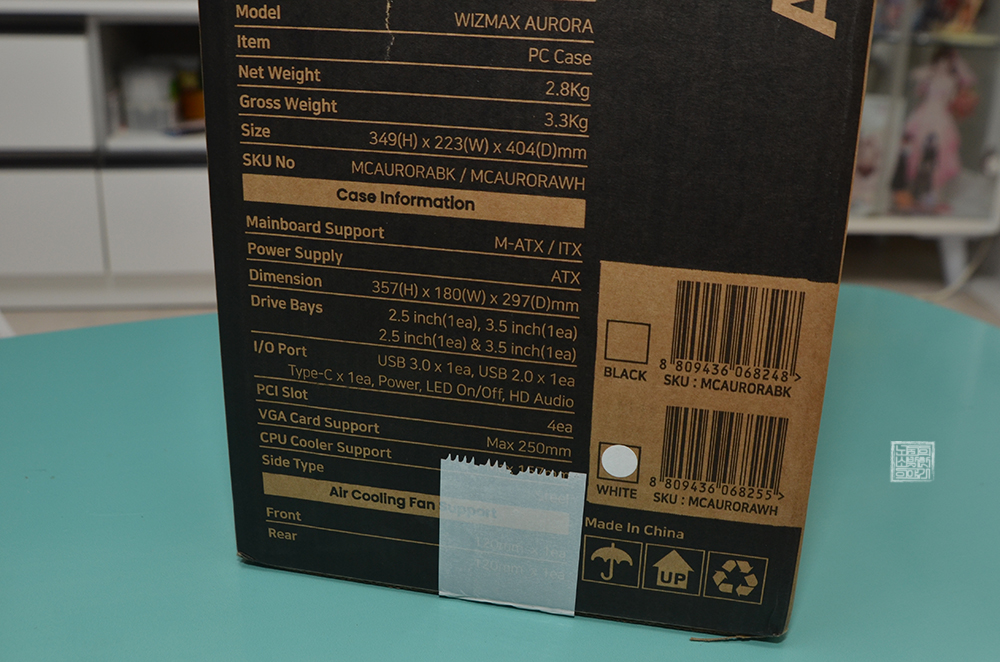 Model WIZMAX AURORA
Item PC Case
Net Weight 2.8Kg
Gross Weight 3.3Kg
Size 349(H) x 223(W) x 404(D)mm
SKU No MCAURORABK / MCAURORAWH
Case Information
Mainboard Support M-ATX / ITX
Power Supply ATX
Dimension 357(H) x 180(W) x 297(D)mm
Drive Bays 2.5 inch(1ea), 3.5 inch(1ea)
2.5 inch(1ea) & 3.5 inch(1ea)
I/O Port USB 3.0 x 1ea, USB 2.0 x 1ea
Type-C x 1ea, Power, LED On/Off, HD Audio
PCI Slot 4ea
VGA Card Support Max 250mm
CPU Cooler Support
Side Type
Air Cooling Fan Support
Front
Rear 120mm x 1ea
BLACK
8 809436 068248 >
SKU : MCAURORABK
WHITE
8 809436 068255 >
SKU : MCAURORAWH
Made In China
UP
A